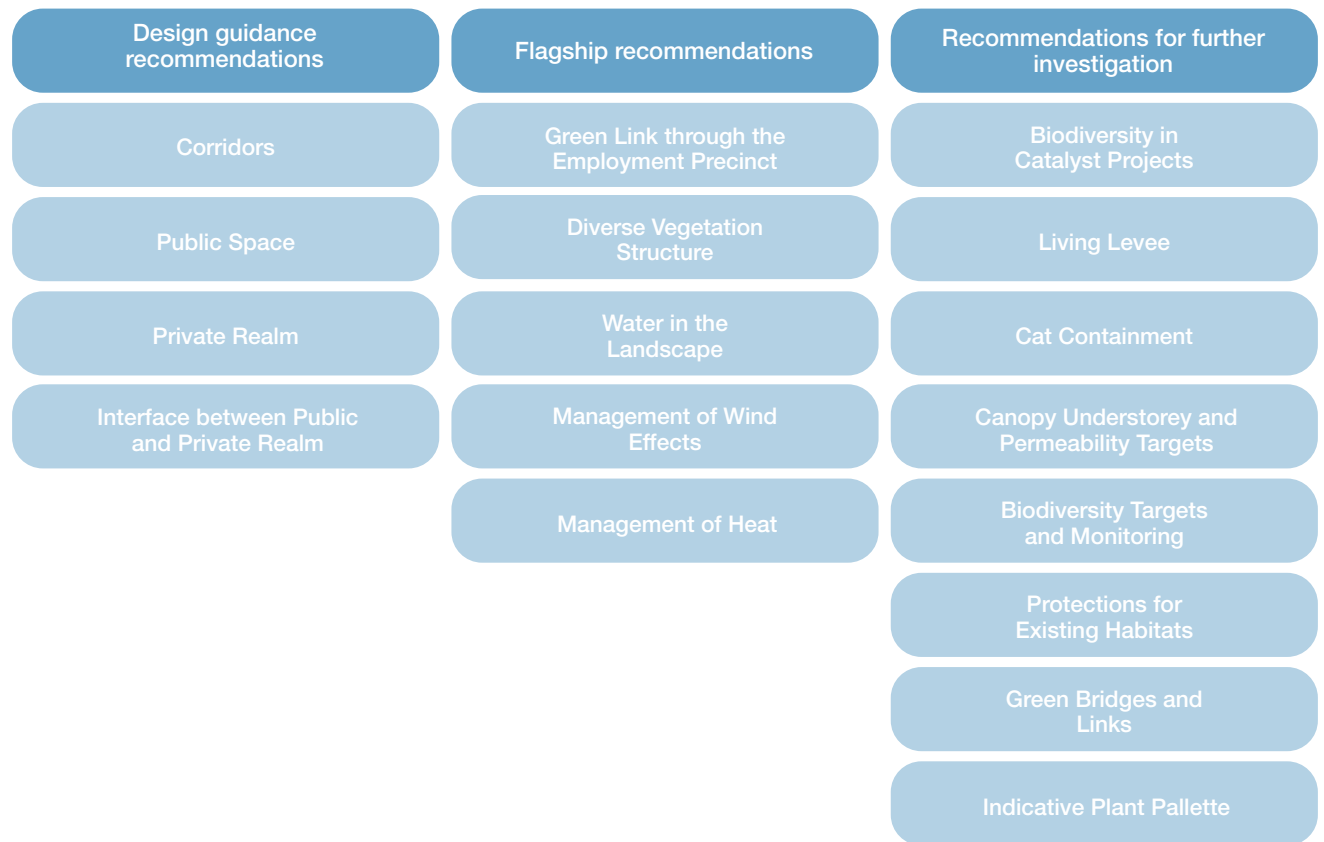 Design guidance
recommendations
Corridors
Public Space
Private Realm
Interface between Public
and Private Realm
Flagship recommendations
Green Link through the
Employment Precinct
Diverse Vegetation
Structure
Water in the
Landscape
Management of Wind
Effects
Management of Heat
Recommendations for further
investigation
Biodiversity in
Catalyst Projects
Living Levee
Cat Containment
Canopy Understorey and
Permeability Targets
Biodiversity Targets
and Monitoring
Protections for
Existing Habitats
Green Bridges and
Links
Indicative Plant Pallette